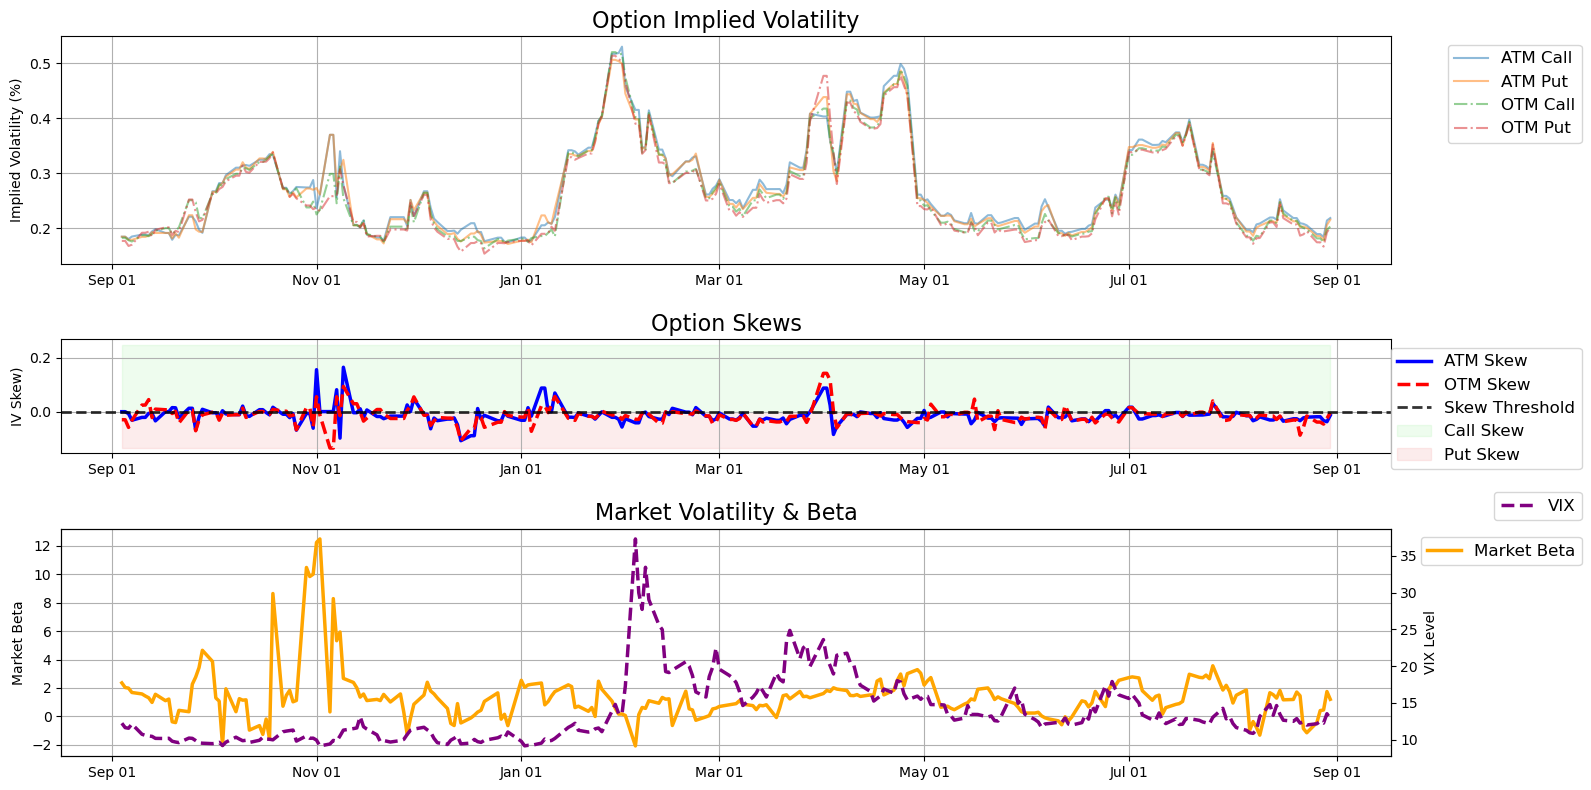 Option Implied Volatility
Implied Volatility (%)
0.5
0.4
0.3
0.2
Sep 01 Nov 01 Jan 01 Mar 01 May 01 Jul 01 Sep 01
ATM Call
ATM Put
OTM Call
OTM Put
Option Skews
IV Skew)
0.2
0.0
Sep 01 Nov 01 Jan 01 Mar 01 May 01 Jul 01 Sep 01
ATM Skew
OTM Skew
Skew Threshold
Call Skew
Put Skew
Market Volatility & Beta
Market Beta
12
10
8
6
4
2
0
−2
Sep 01 Nov 01 Jan 01 Mar 01 May 01 Jul 01 Sep 01
VIX
Market Beta
35
30
25
20
15
10
VIX Level